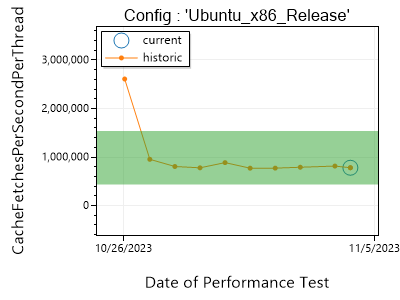 Config : 'Ubuntu_x86_Release'
current
historic
CacheFetchesPerSecondPerThread
3,000,000
2,000,000
1,000,000
0
10/26/2023
11/5/2023
Date of Performance Test